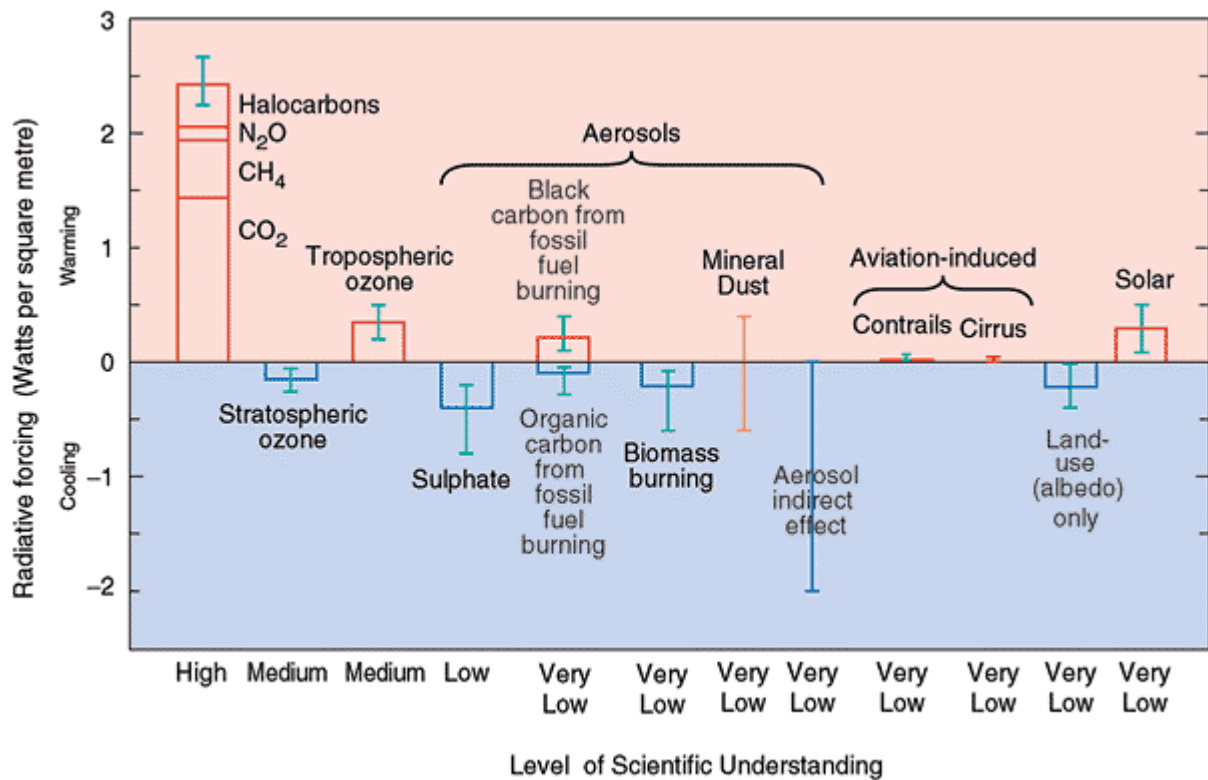 Radiative forcing (Watts per square metre)
Warming
Cooling
3
2
1
0
–1
–2
Halocarbons
N₂O
CH₄
CO₂
Stratospheric
ozone
Tropospheric
ozone
Aerosols
Sulphate
Black
carbon from
fossil
fuel
burning
Organic
carbon
from
fossil
fuel
burning
Biomass
burning
Mineral
Dust
Aerosol
indirect
effect
Aviation-induced
Contrails
Cirrus
Land-
use
(albedo)
only
Solar
High
Medium
Medium
Low
Very
Low
Very
Low
Very
Low
Very
Low
Very
Low
Very
Low
Very
Low
Very
Low
Level of Scientific Understanding